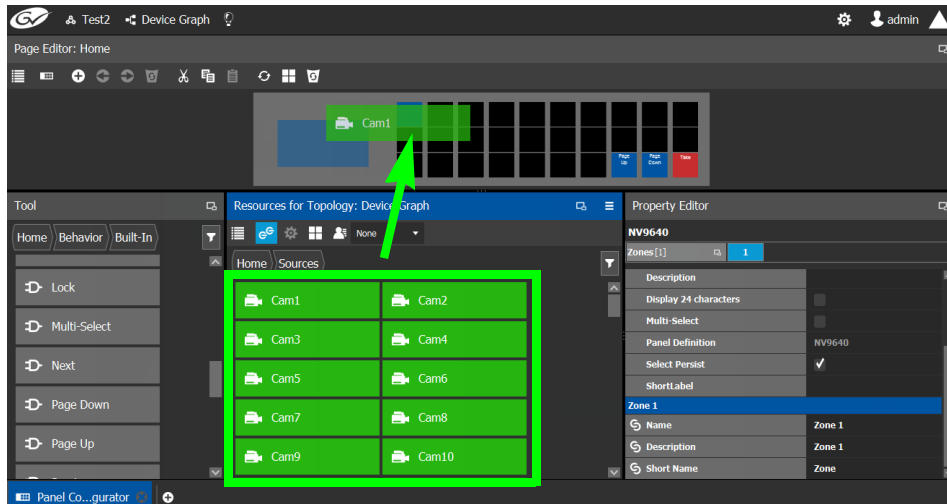 GV Test2 Device Graph admin
Page Editor: Home
Cam1
Page Up Page Down Take
Tool
Home Behavior Built-In
Lock
Multi-Select
Next
Page Down
Page Up
Resources for Topology: Device Graph
None
Home Sources
Cam1 Cam2
Cam3 Cam4
Cam5 Cam6
Cam7 Cam8
Cam9 Cam10
Property Editor
NV9640
Zones[1] 1
Description
Display 24 characters
Multi-Select
Panel Definition NV9640
Select Persist
ShortLabel
Zone 1
Name Zone 1
Description Zone 1
Short Name Zone
Panel Co...gurator